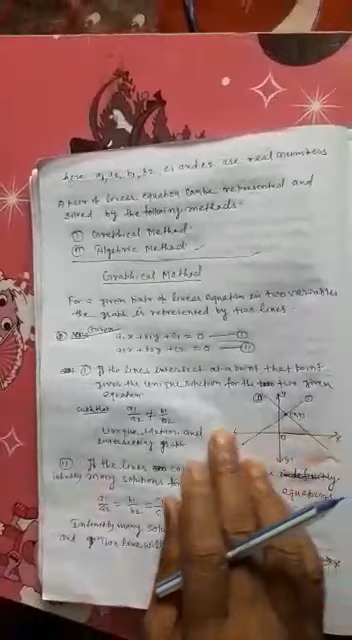 here a1, a2, b1, b2 c1 and c2 are real numbers
A pair of linear equation can be represented and
solved by the following methods-
Ⓘ Graphical Method
Ⓘⓘ Algebric Method
Graphical Method
For a given pair of linear equation in two variables
the graph is represented by two lines.
a1x + b1y + c1 = 0 — Ⓘ
a2x + b2y + c2 = 0 — Ⓘⓘ
Ⓘ If the lines intersect at a point, that point
gives the unique solution for the two given
equation
a1/a2 ≠ b1/b2
Unique solution and
intersecting graph
Ⓘⓘ If the lines
infinitely many solutions
equations
a1/a2 = b1/b2 =
Infinitely many
and